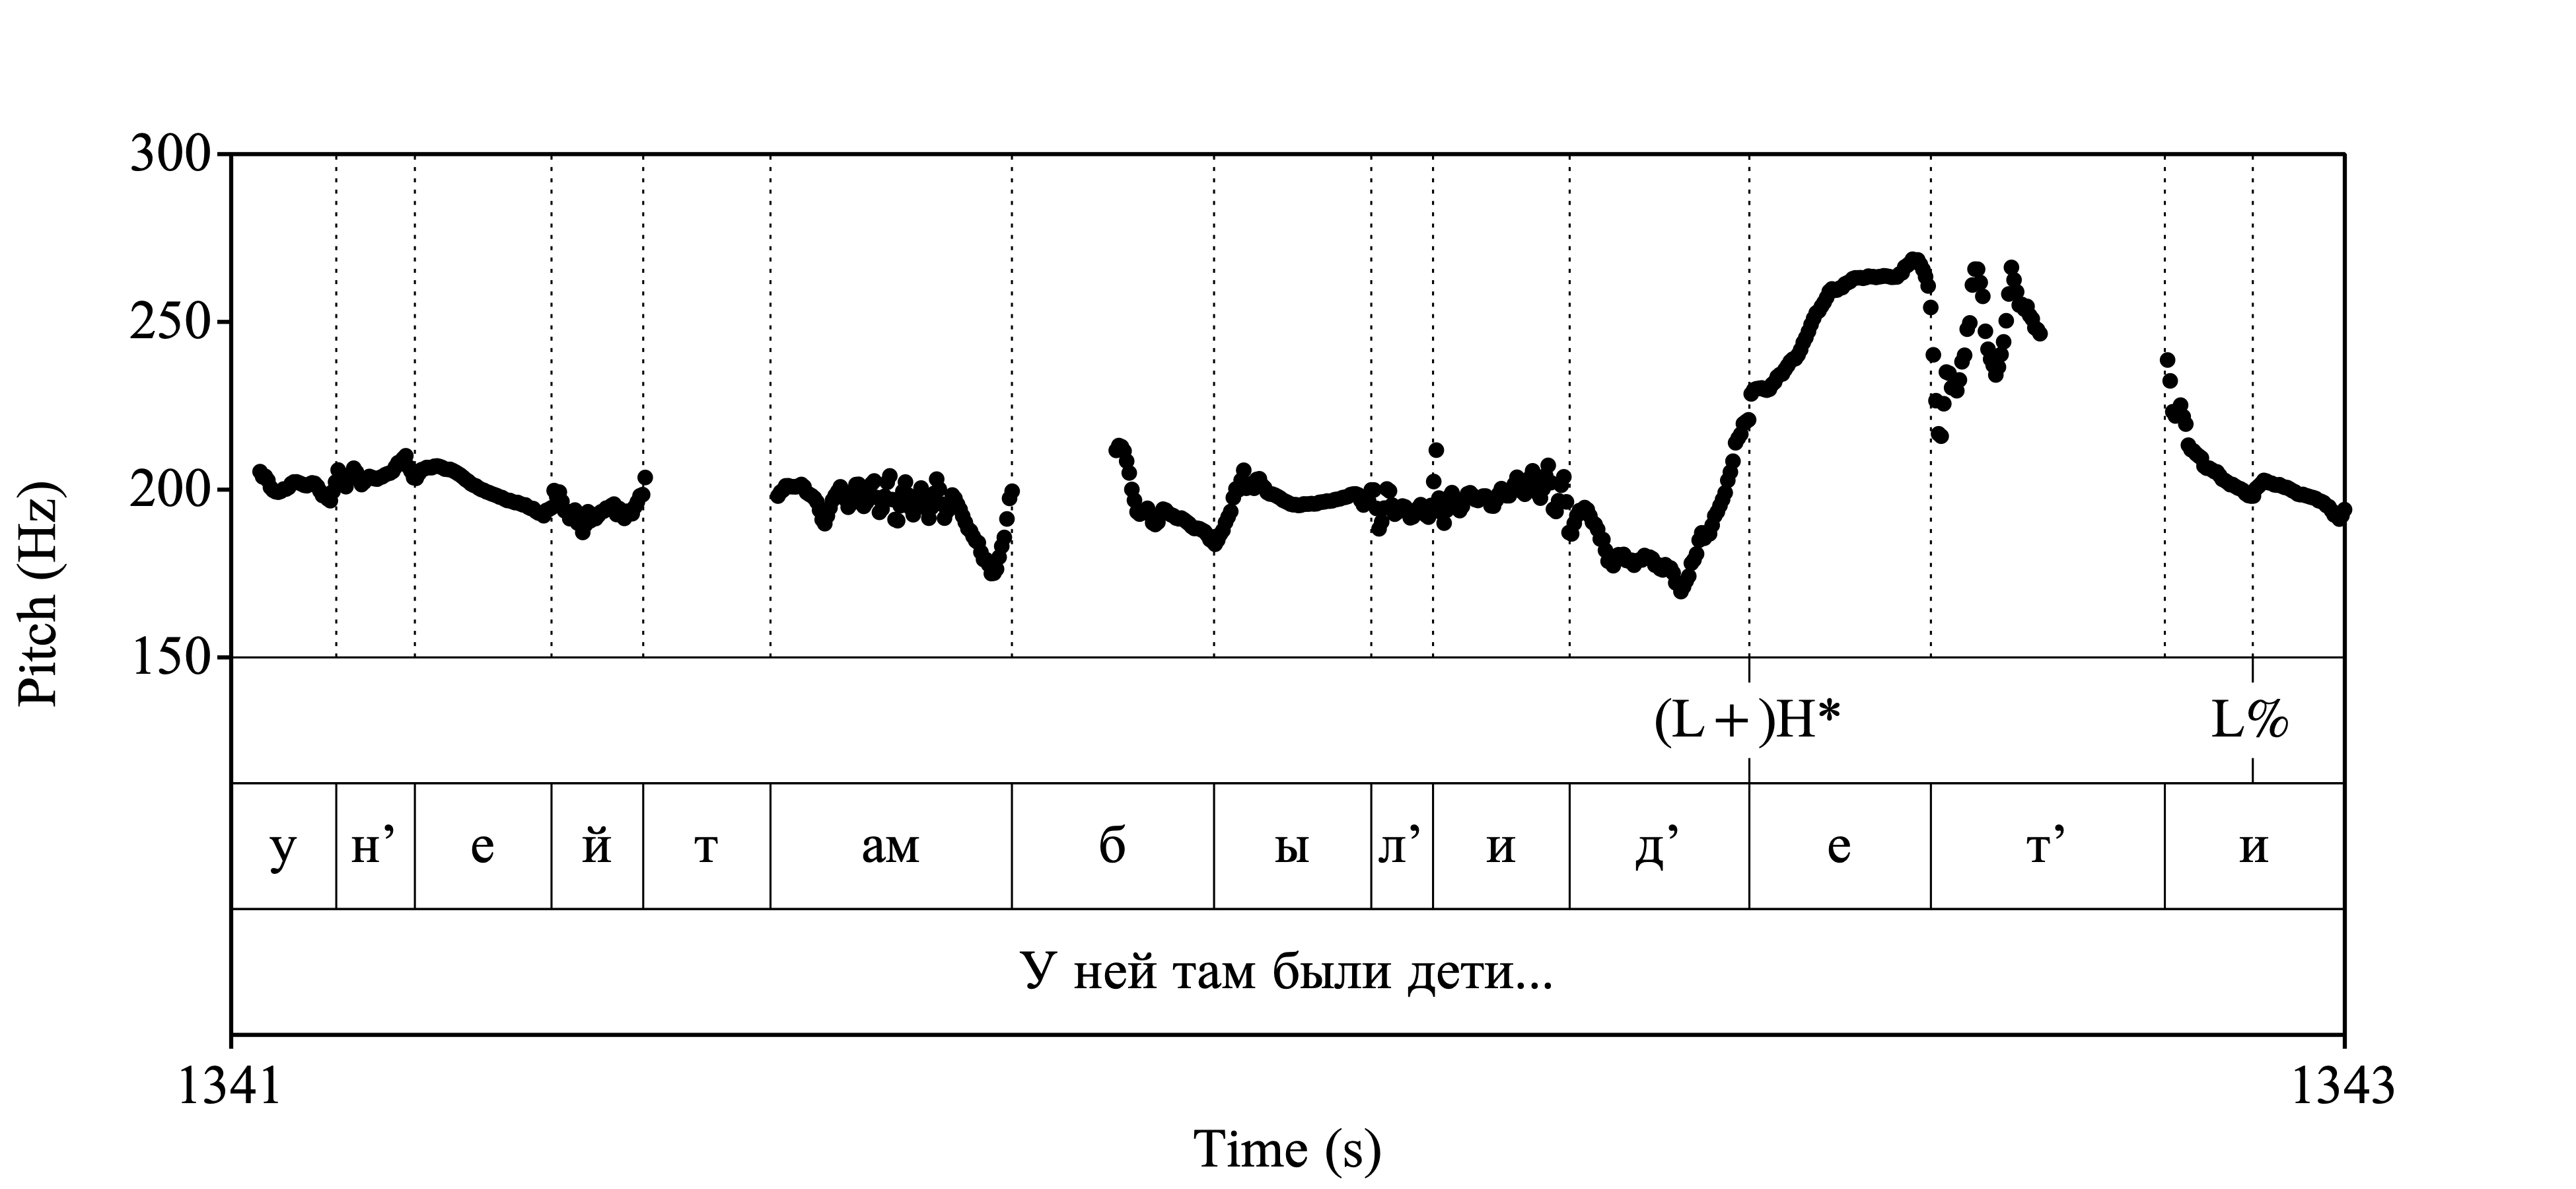 300
250
200
150
Pitch (Hz)
(L+)H* L%
у н’ е й т ам б ы л’ и д’ е т’ и
У ней там были дети...
1341 1343
Time (s)